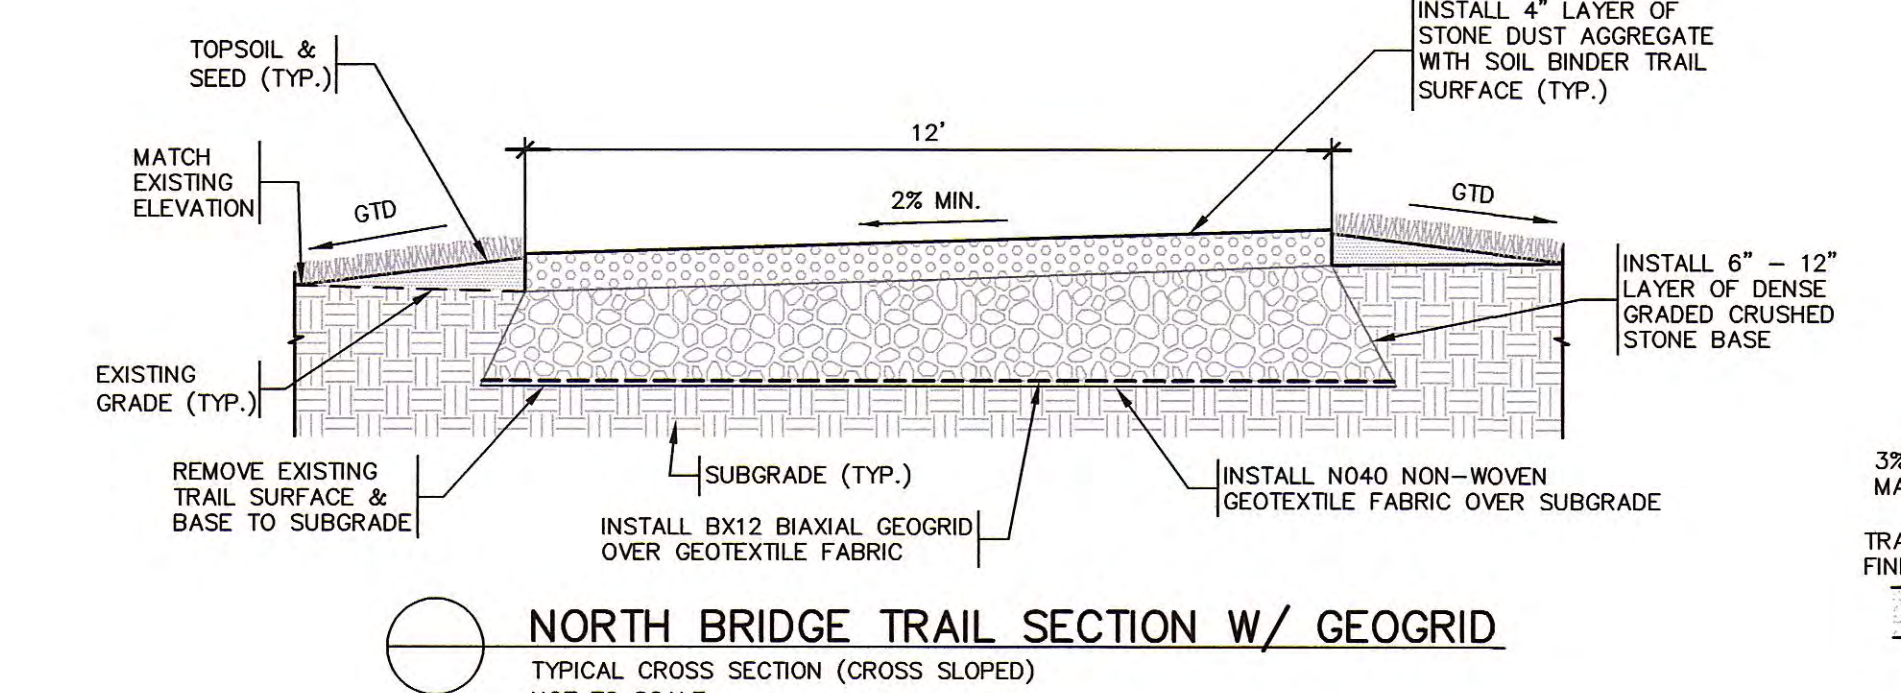 INSTALL 4" LAYER OF
STONE DUST AGGREGATE
WITH SOIL BINDER TRAIL
SURFACE (TYP.)
TOPSOIL &
SEED (TYP.)
12'
MATCH
EXISTING
ELEVATION
GTD
2% MIN.
GTD
INSTALL 6" – 12"
LAYER OF DENSE
GRADED CRUSHED
STONE BASE
EXISTING
GRADE (TYP.)
REMOVE EXISTING
TRAIL SURFACE &
BASE TO SUBGRADE
SUBGRADE (TYP.)
INSTALL BX12 BIAXIAL GEOGRID
OVER GEOTEXTILE FABRIC
INSTALL N040 NON-WOVEN
GEOTEXTILE FABRIC OVER SUBGRADE
3%
NORTH BRIDGE TRAIL SECTION W/ GEOGRID
TYPICAL CROSS SECTION (CROSS SLOPED)
NOT TO SCALE